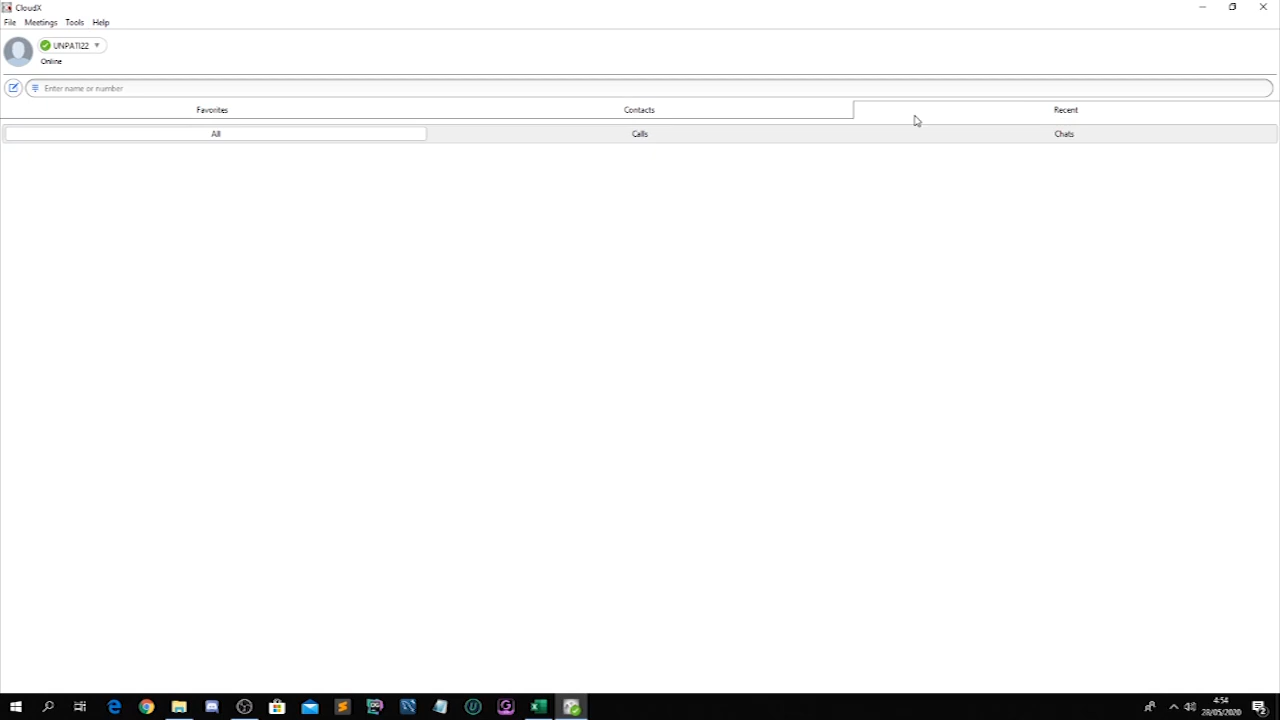 CloudX
File Meetings Tools Help
UNPATI22
Online
Enter name or number
Favorites Contacts Recent
All Calls Chats
4:54
28/05/2020
2